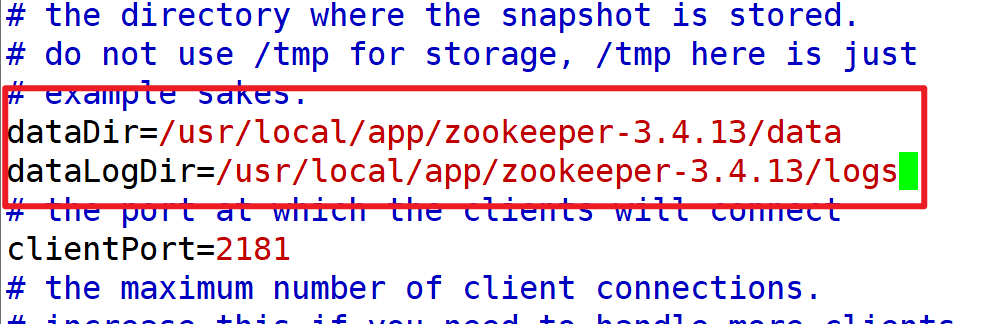 # the directory where the snapshot is stored.
# do not use /tmp for storage, /tmp here is just
# example sakes.
dataDir=/usr/local/app/zookeeper-3.4.13/data
dataLogDir=/usr/local/app/zookeeper-3.4.13/logs
# the port at which the clients will connect
clientPort=2181
# the maximum number of client connections.
# increase this if you need to handle more clients